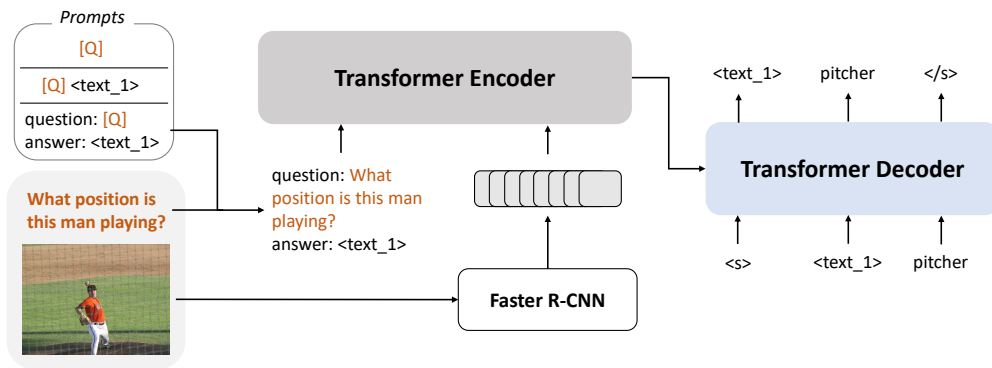 Prompts
[Q]
[Q] <text_1>
question: [Q]
answer: <text_1>
What position is
this man playing?
Transformer Encoder
question: What
position is this man
playing?
answer: <text_1>
Faster R-CNN
<text_1> pitcher </s>
Transformer Decoder
<s> <text_1> pitcher